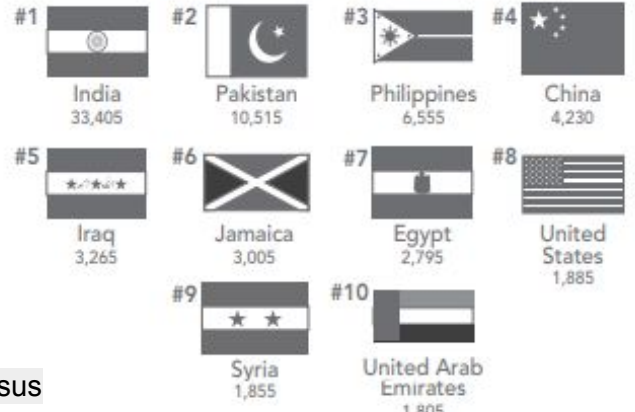 #1 #2 #3 #4
India Pakistan Philippines China
33,405 10,515 6,555 4,230
#5 #6 #7 #8
Iraq Jamaica Egypt United
States
3,265 3,005 2,795
1,885
#9 #10
Syria United Arab
Emirates
1,855
1,805
sus